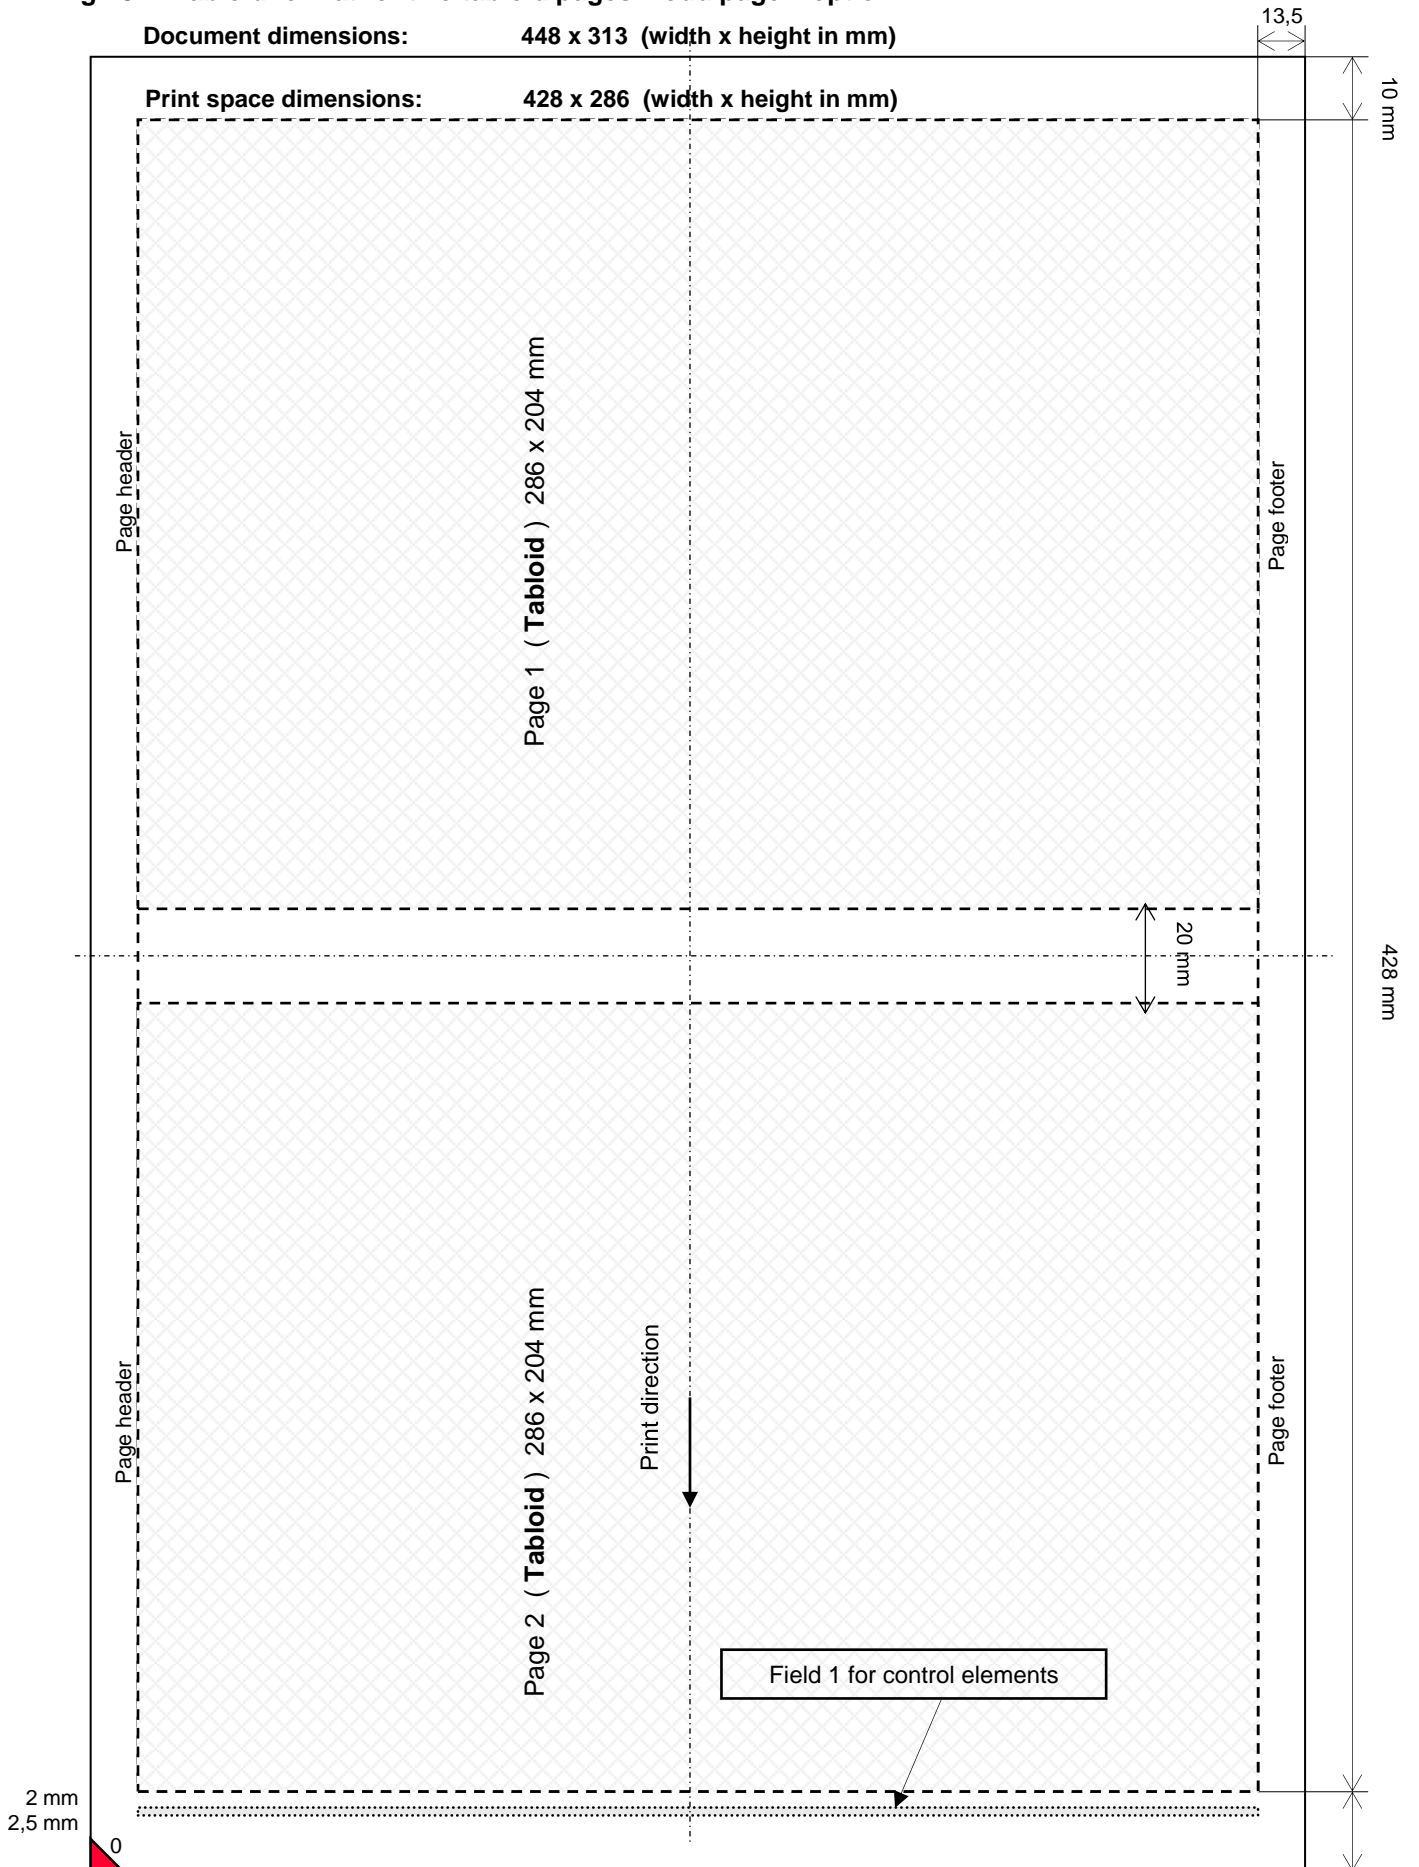 13,5
Document dimensions: 448 x 313 (width x height in mm)
10 mm
Print space dimensions: 428 x 286 (width x height in mm)
Page header
Page 1 ( Tabloid ) 286 x 204 mm
Page footer
20 mm
428 mm
Page header
Page 2 ( Tabloid ) 286 x 204 mm
Print direction
Page footer
Field 1 for control elements
2 mm
2,5 mm
0